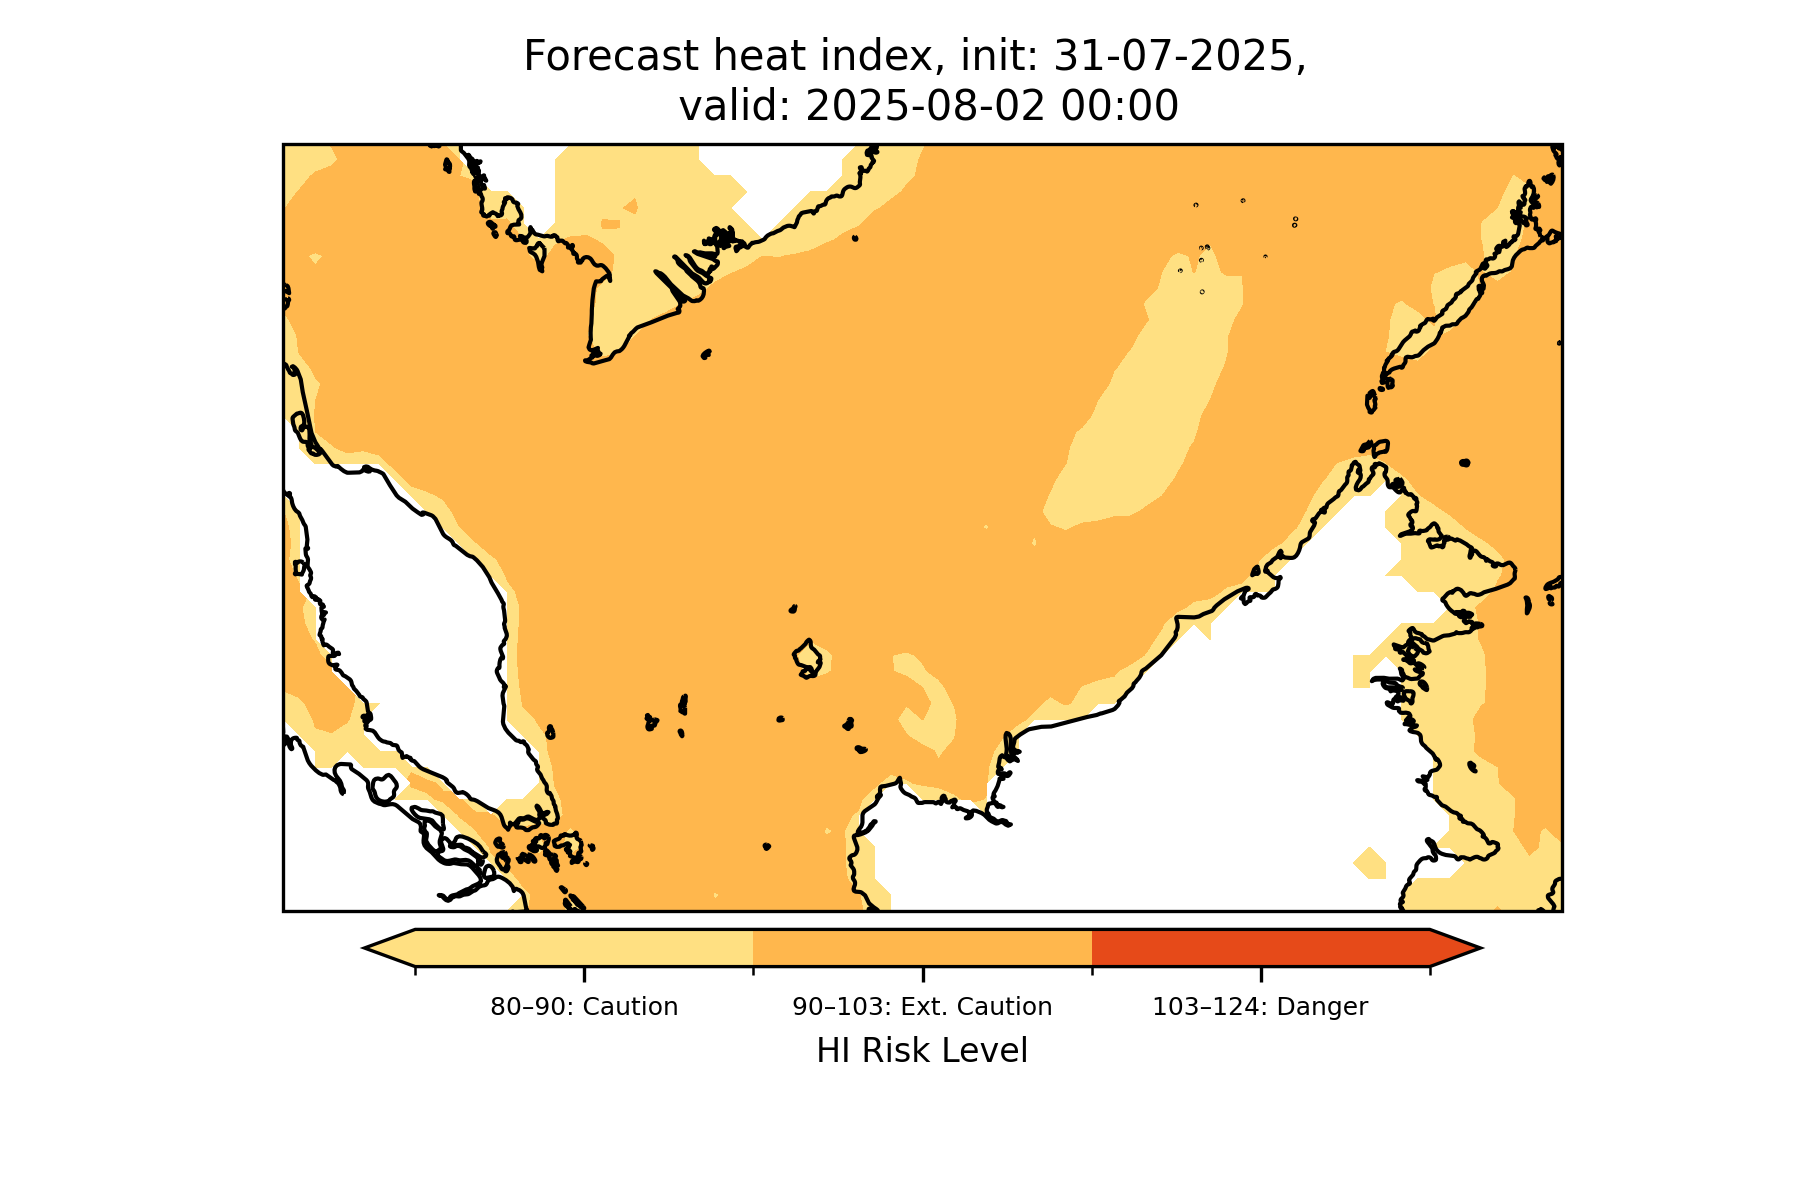 Forecast heat index, init: 31-07-2025,
valid: 2025-08-02 00:00
80–90: Caution
90–103: Ext. Caution
103–124: Danger
HI Risk Level